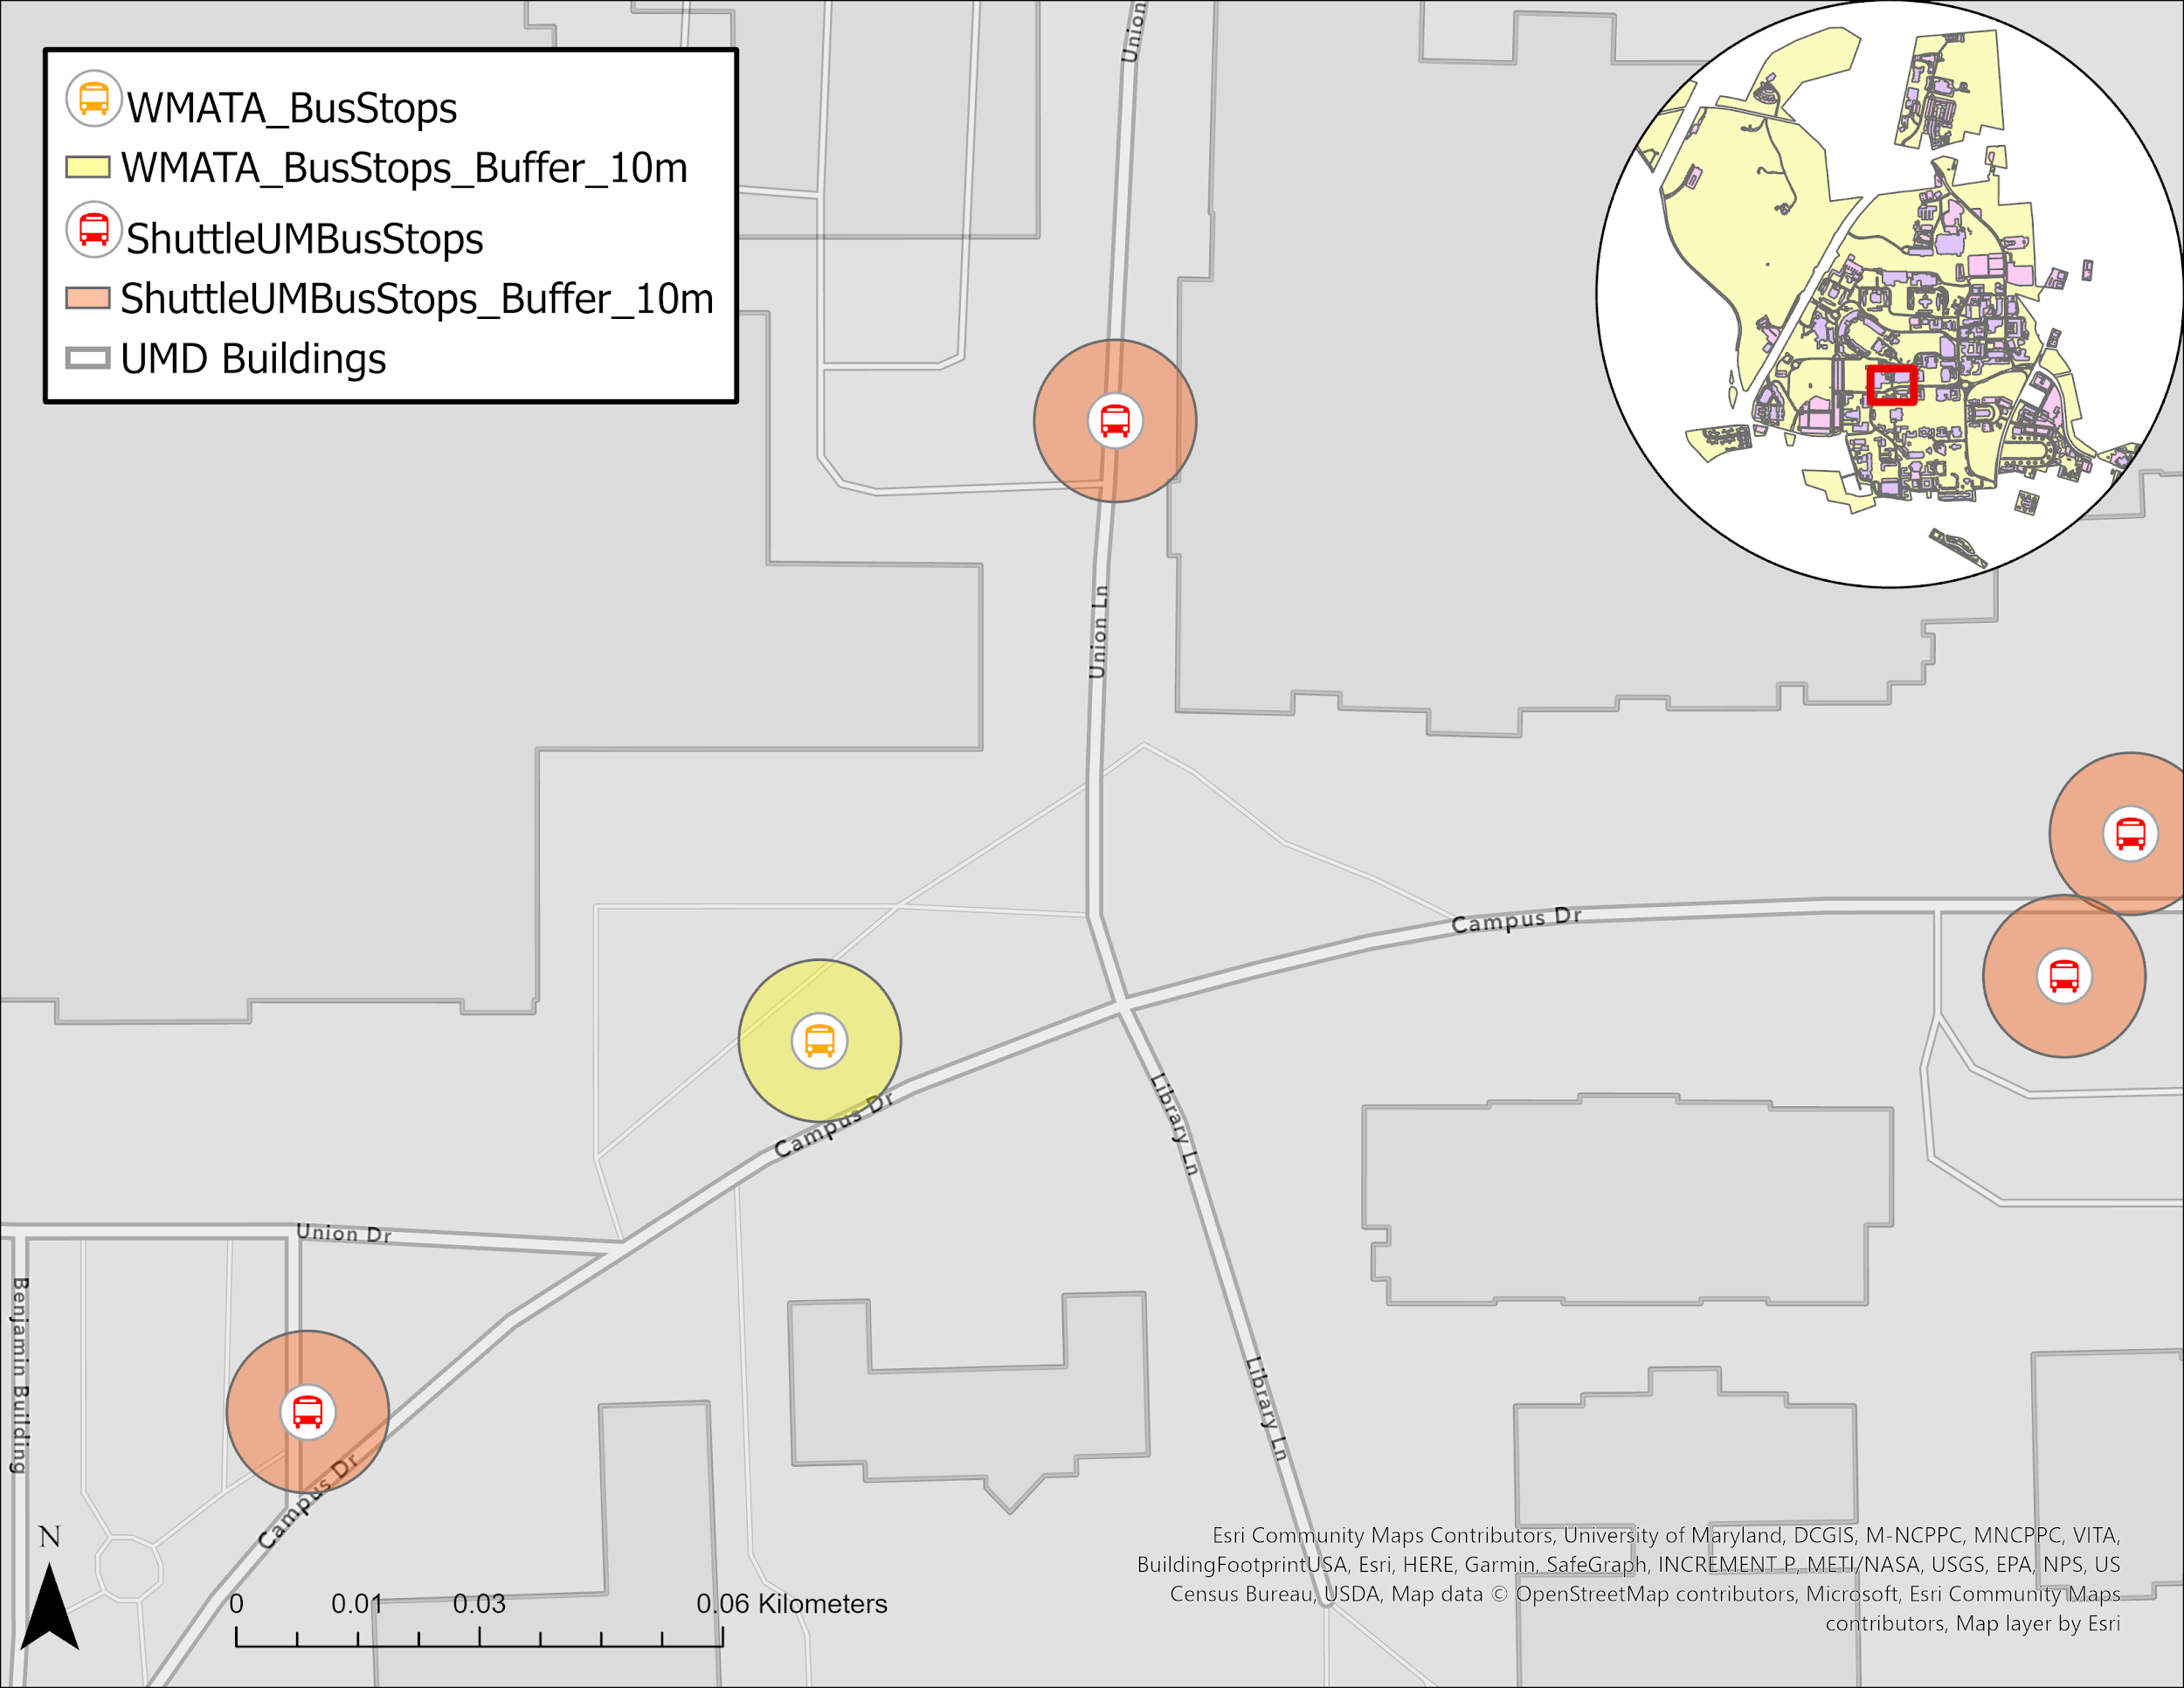 WMATA_BusStops
WMATA_BusStops_Buffer_10m
ShuttleUMBusStops
ShuttleUMBusStops_Buffer_10m
UMD Buildings
Union
Union Ln
Campus Dr
Campus Dr
Library Ln
Union Dr
Benjamin Building
Library Ln
Campus Dr
N
0 0.01 0.03 0.06 Kilometers
Esri Community Maps Contributors, University of Maryland, DCGIS, M-NCPPC, MNCPPC, VITA,
BuildingFootprintUSA, Esri, HERE, Garmin, SafeGraph, INCREMENT P, METI/NASA, USGS, EPA, NPS, US
Census Bureau, USDA, Map data © OpenStreetMap contributors, Microsoft, Esri Community Maps
contributors, Map layer by Esri